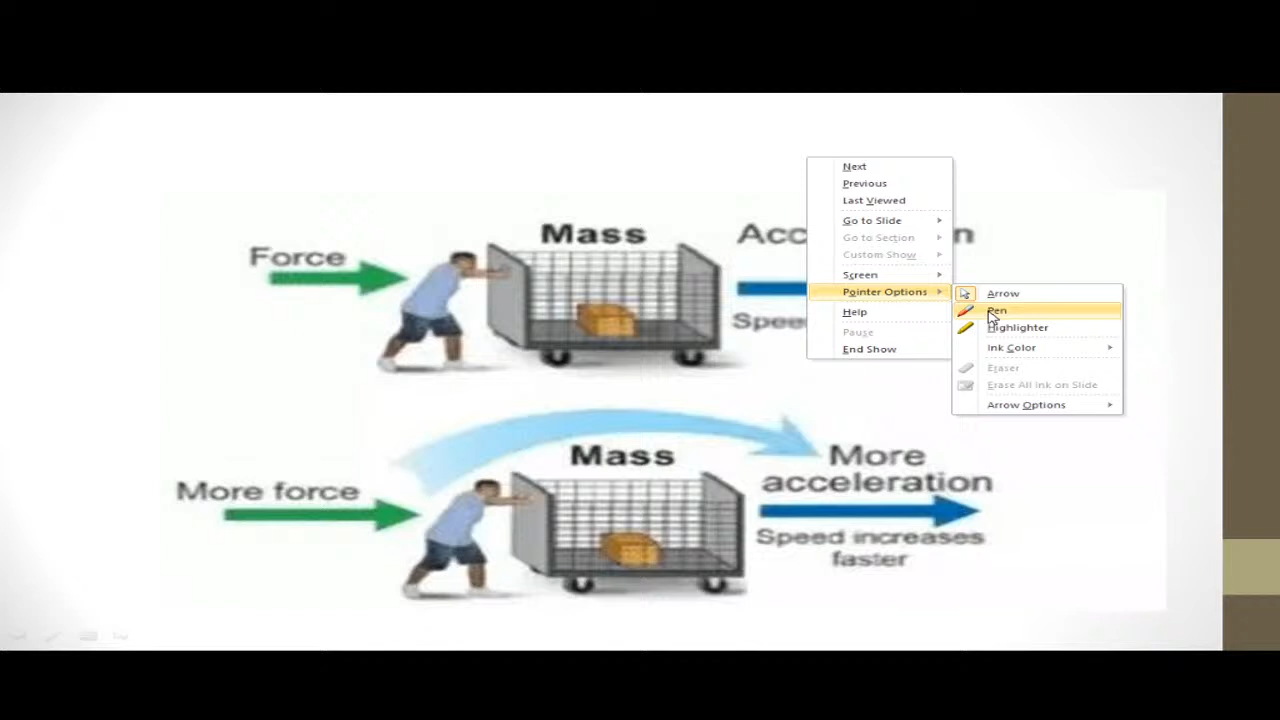 Force
Mass
Acc
n
Spee
Next
Previous
Last Viewed
Go to Slide
Go to Section
Custom Show
Screen
Pointer Options
Help
Pause
End Show
Arrow
Pen
Highlighter
Ink Color
Eraser
Erase All Ink on Slide
Arrow Options
More force
Mass
More
acceleration
Speed increases
faster